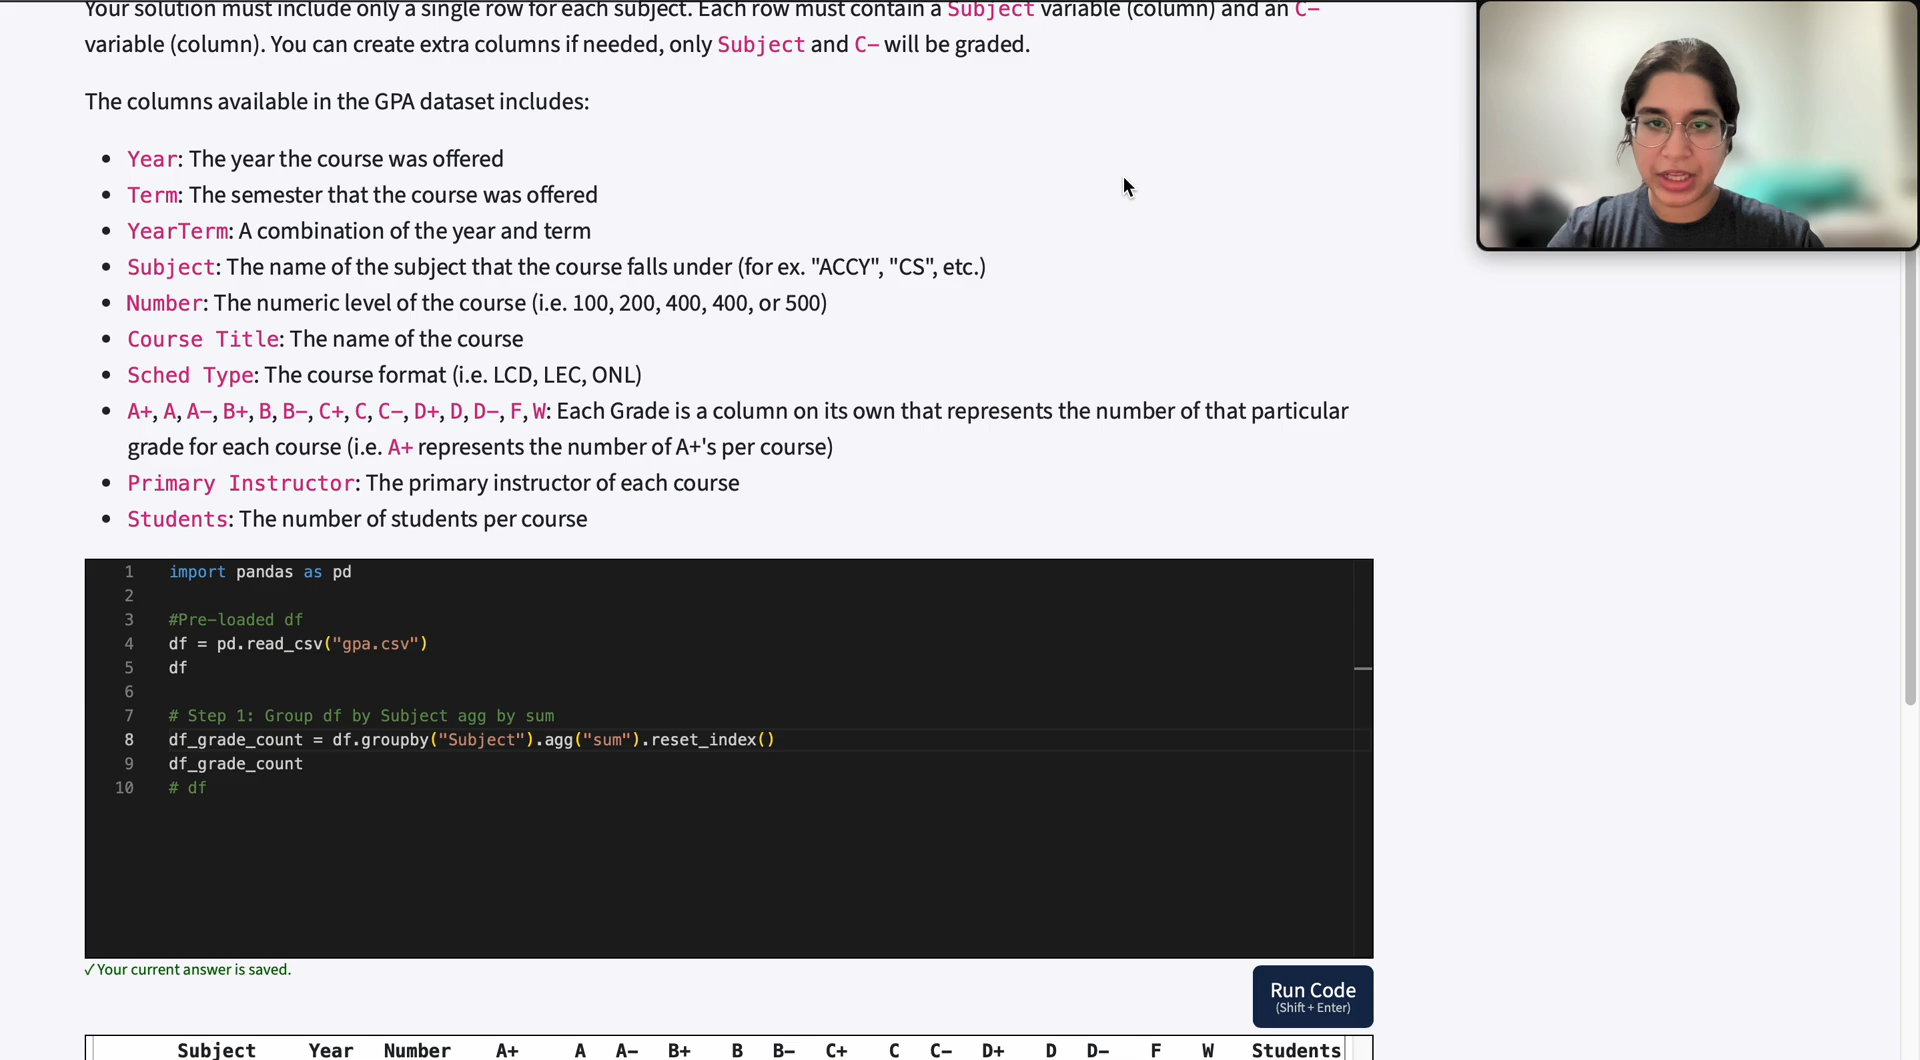 Your solution must include only a single row for each subject. Each row must contain a Subject variable (column) and an C-
variable (column). You can create extra columns if needed, only Subject and C- will be graded.
The columns available in the GPA dataset includes:
• Year: The year the course was offered
• Term: The semester that the course was offered
• YearTerm: A combination of the year and term
• Subject: The name of the subject that the course falls under (for ex. "ACCY", "CS", etc.)
• Number: The numeric level of the course (i.e. 100, 200, 400, 400, or 500)
• Course Title: The name of the course
• Sched Type: The course format (i.e. LCD, LEC, ONL)
• A+, A, A-, B+, B, B-, C+, C, C-, D+, D, D-, F, W: Each Grade is a column on its own that represents the number of that particular
grade for each course (i.e. A+ represents the number of A+'s per course)
• Primary Instructor: The primary instructor of each course
• Students: The number of students per course
1 import pandas as pd
2
3 #Pre-loaded df
4 df = pd.read_csv("gpa.csv")
5 df
6
7 # Step 1: Group df by Subject agg by sum
8 df_grade_count = df.groupby("Subject").agg("sum").reset_index()
9 df_grade_count
10 # df
✓ Your current answer is saved.
Run Code
(Shift + Enter)
Subject Year Number A+ A A- B+ B B- C+ C C- D+ D D- F W Students